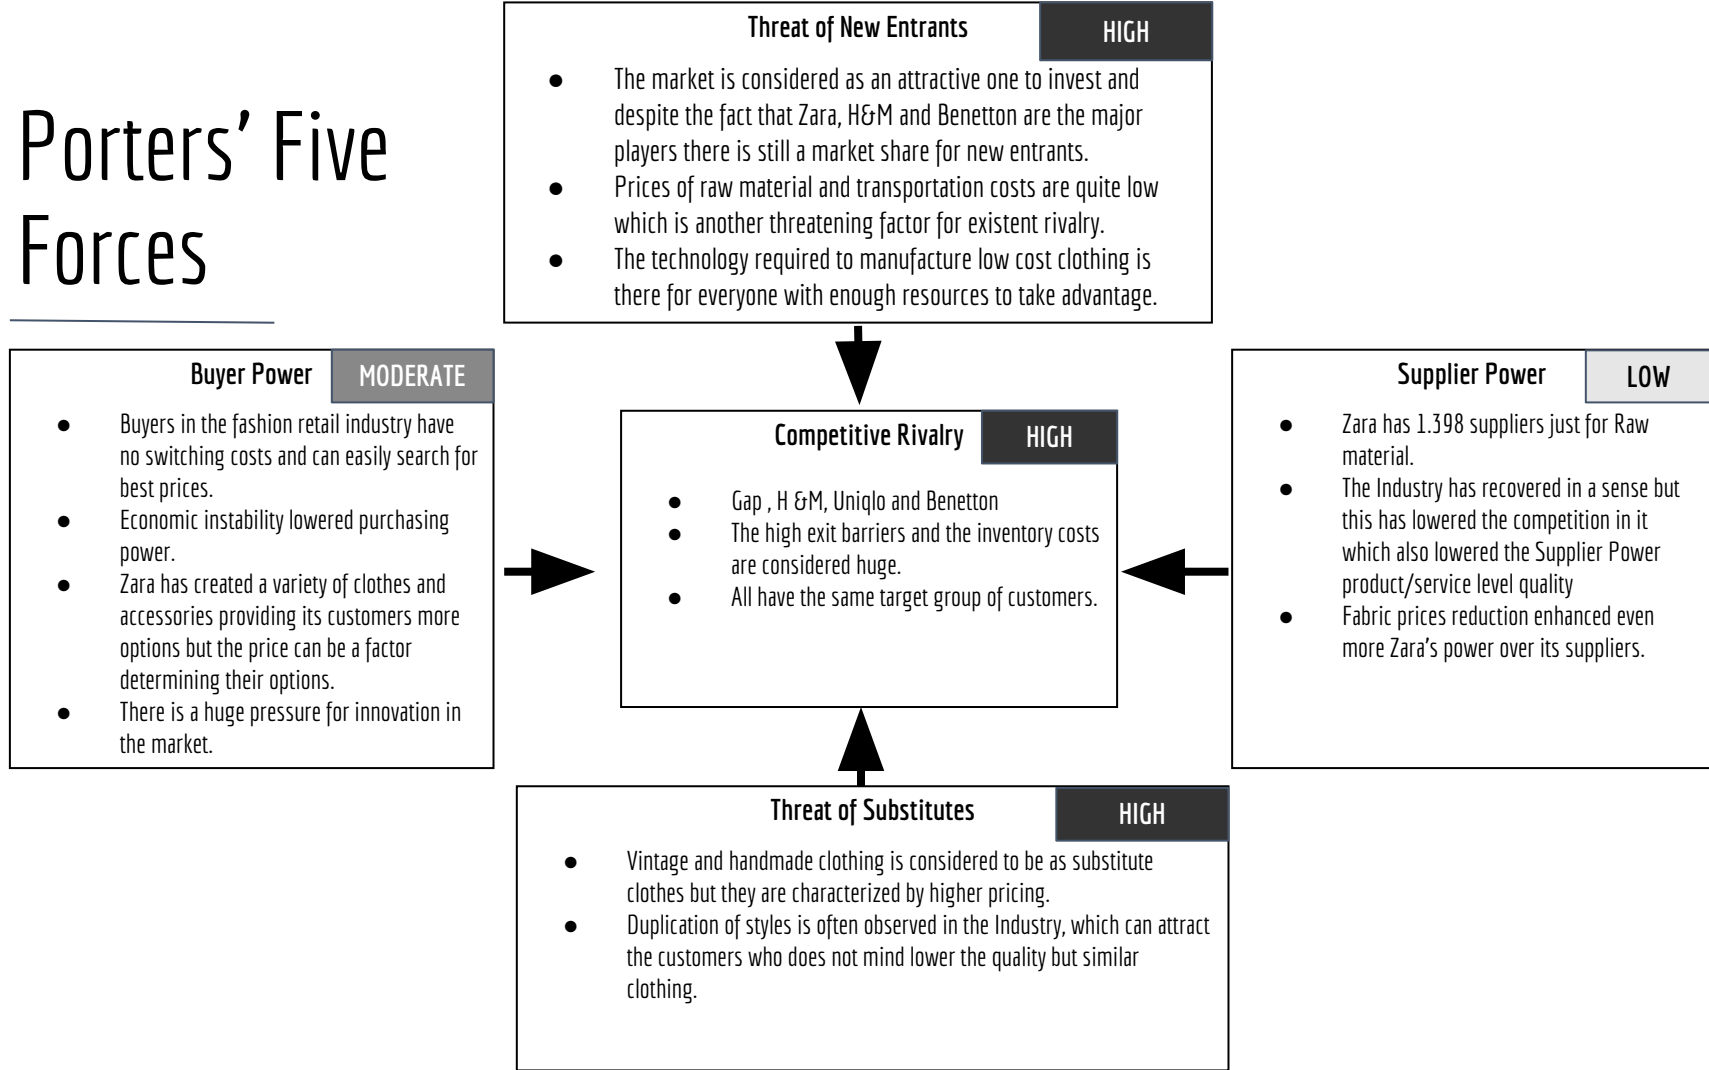 Porters' Five
Forces
Threat of New Entrants
HIGH
● The market is considered as an attractive one to invest and
despite the fact that Zara, H&M and Benetton are the major
players there is still a market share for new entrants.
● Prices of raw material and transportation costs are quite low
which is another threatening factor for existent rivalry.
● The technology required to manufacture low cost clothing is
there for everyone with enough resources to take advantage.
Buyer Power
MODERATE
● Buyers in the fashion retail industry have
no switching costs and can easily search for
best prices.
● Economic instability lowered purchasing
power.
● Zara has created a variety of clothes and
accessories providing its customers more
options but the price can be a factor
determining their options.
● There is a huge pressure for innovation in
the market.
Competitive Rivalry
HIGH
● Gap , H &M, Uniqlo and Benetton
● The high exit barriers and the inventory costs
are considered huge.
● All have the same target group of customers.
Supplier Power
LOW
● Zara has 1.398 suppliers just for Raw
material.
● The Industry has recovered in a sense but
this has lowered the competition in it
which also lowered the Supplier Power
product/service level quality
● Fabric prices reduction enhanced even
more Zara's power over its suppliers.
Threat of Substitutes
HIGH
● Vintage and handmade clothing is considered to be as substitute
clothes but they are characterized by higher pricing.
● Duplication of styles is often observed in the Industry, which can attract
the customers who does not mind lower the quality but similar
clothing.